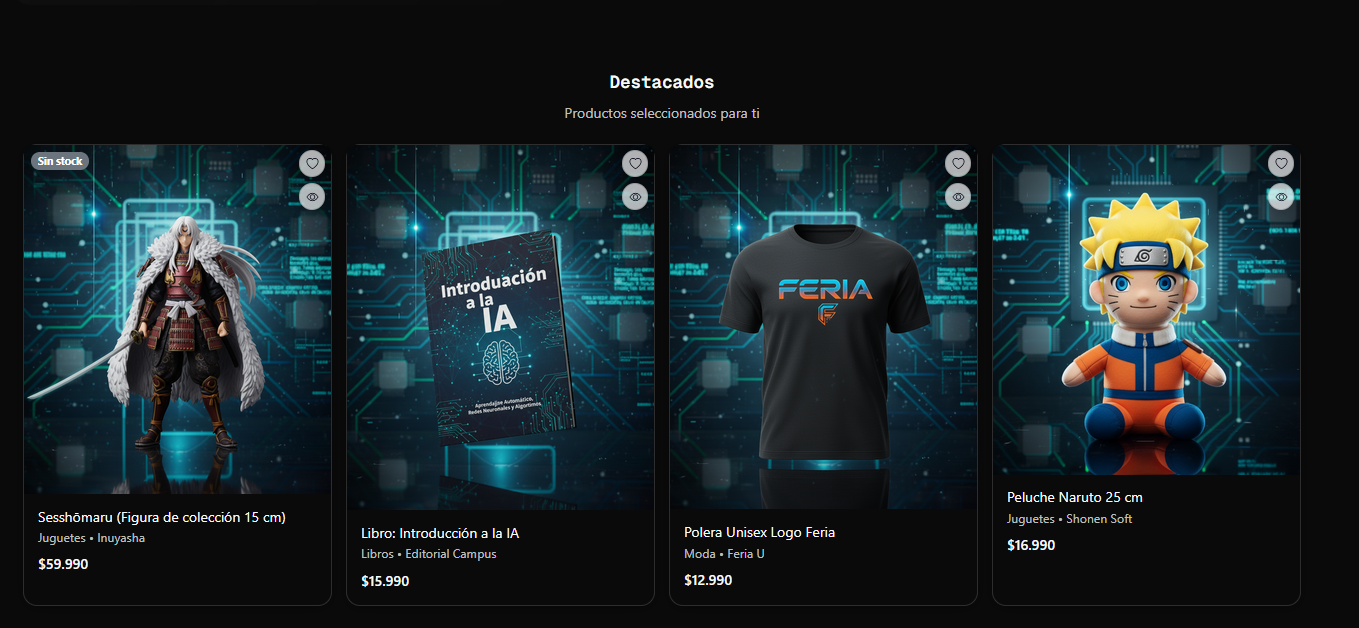 Destacados
Productos seleccionados para ti
Sin stock
Introduación
a la
IA
Aprendajjse Automático,
Redes Neuronales y Algortimos
FERIA
Sesshōmaru (Figura de colección 15 cm)
Juguetes • Inuyasha
$59.990
Libro: Introducción a la IA
Libros • Editorial Campus
$15.990
Polera Unisex Logo Feria
Moda • Feria U
$12.990
Peluche Naruto 25 cm
Juguetes • Shonen Soft
$16.990